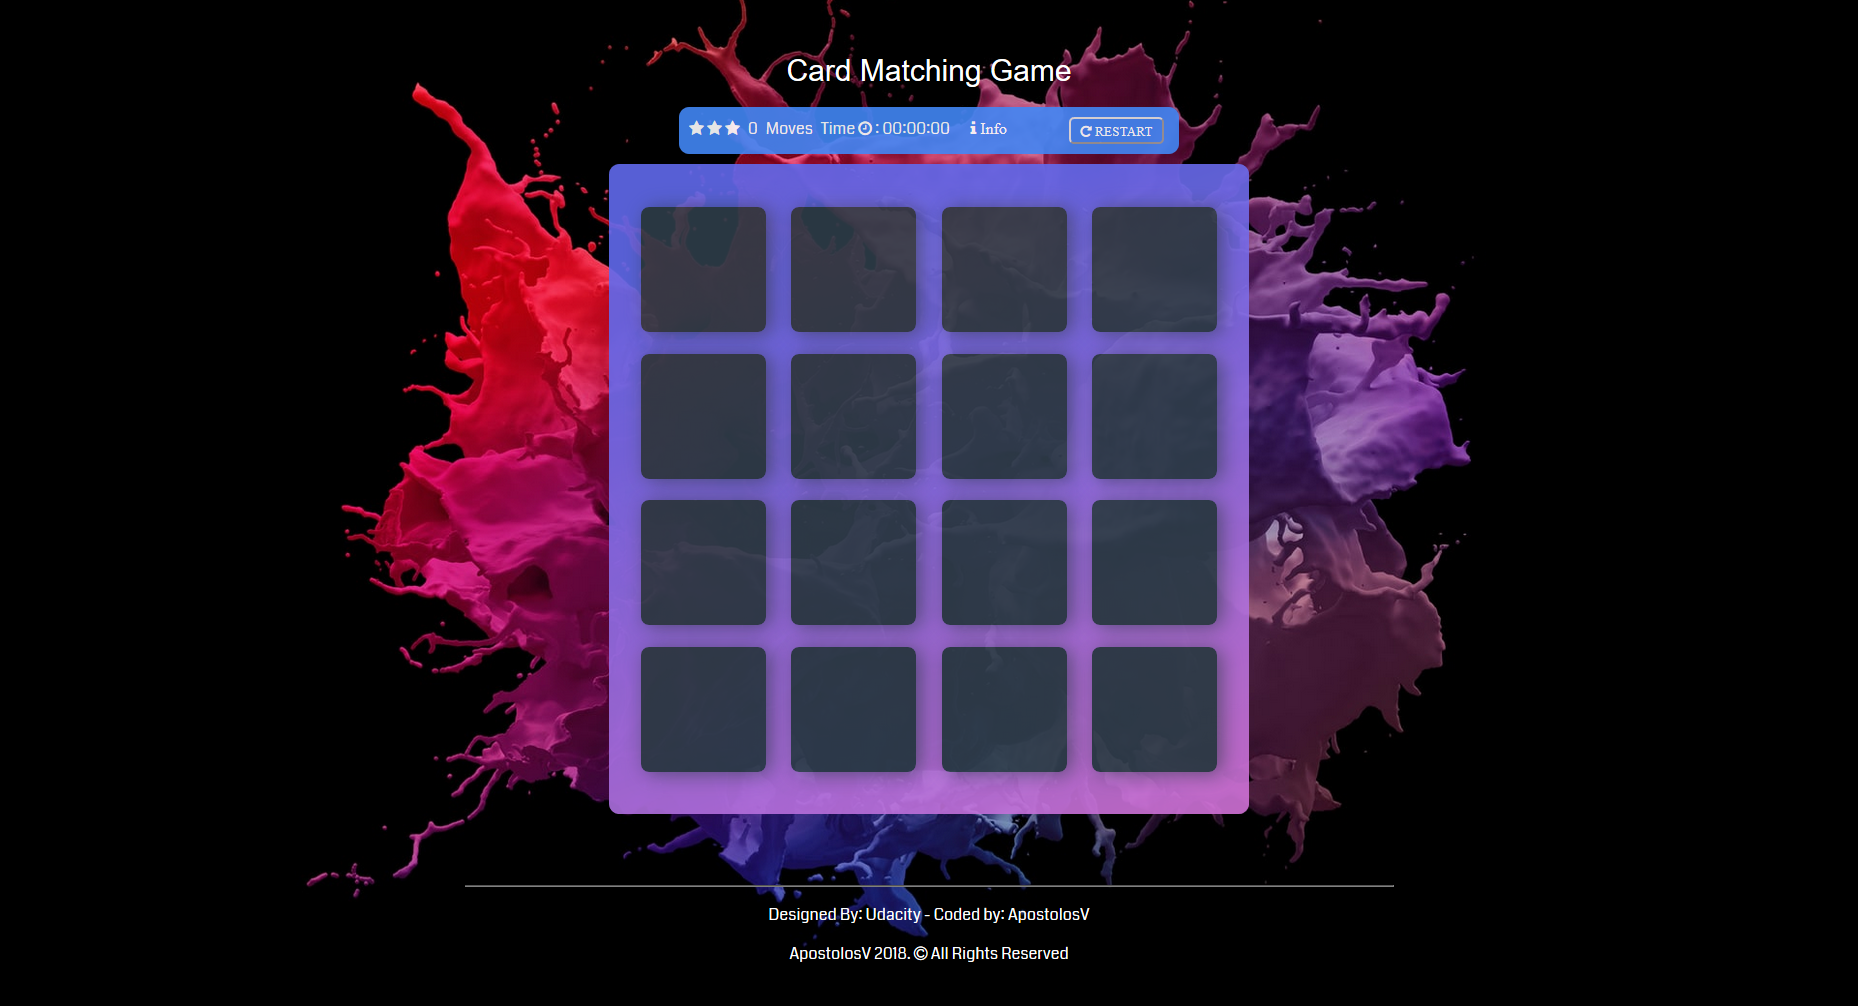 Card Matching Game
0 Moves Time : 00:00:00 Info RESTART
Designed By: Udacity - Coded by: ApostolosV
ApostolosV 2018. © All Rights Reserved